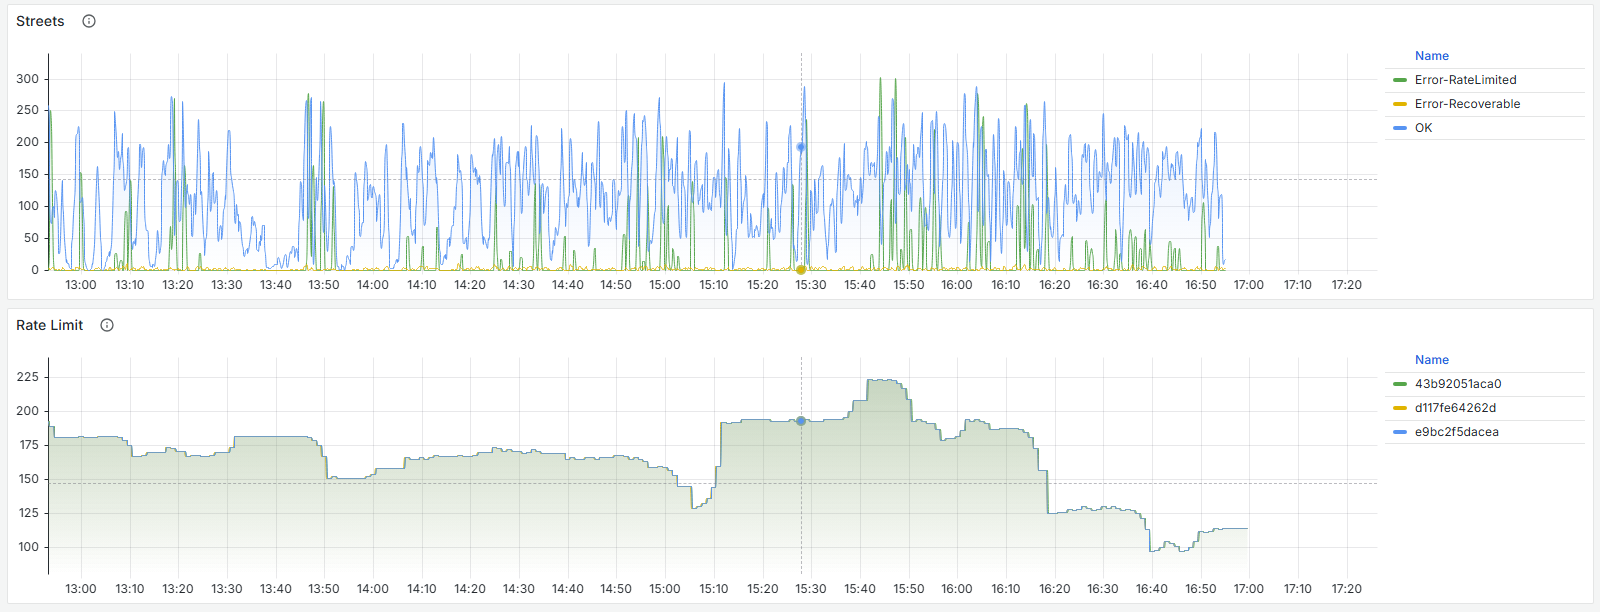 Streets
Name
Error-RateLimited
Error-Recoverable
OK
300
250
200
150
100
50
0
13:00 13:10 13:20 13:30 13:40 13:50 14:00 14:10 14:20 14:30 14:40 14:50 15:00 15:10 15:20 15:30 15:40 15:50 16:00 16:10 16:20 16:30 16:40 16:50 17:00 17:10 17:20
Rate Limit
Name
43b92051aca0
d117fe64262d
e9bc2f5dacea
225
200
175
150
125
100
13:00 13:10 13:20 13:30 13:40 13:50 14:00 14:10 14:20 14:30 14:40 14:50 15:00 15:10 15:20 15:30 15:40 15:50 16:00 16:10 16:20 16:30 16:40 16:50 17:00 17:10 17:20